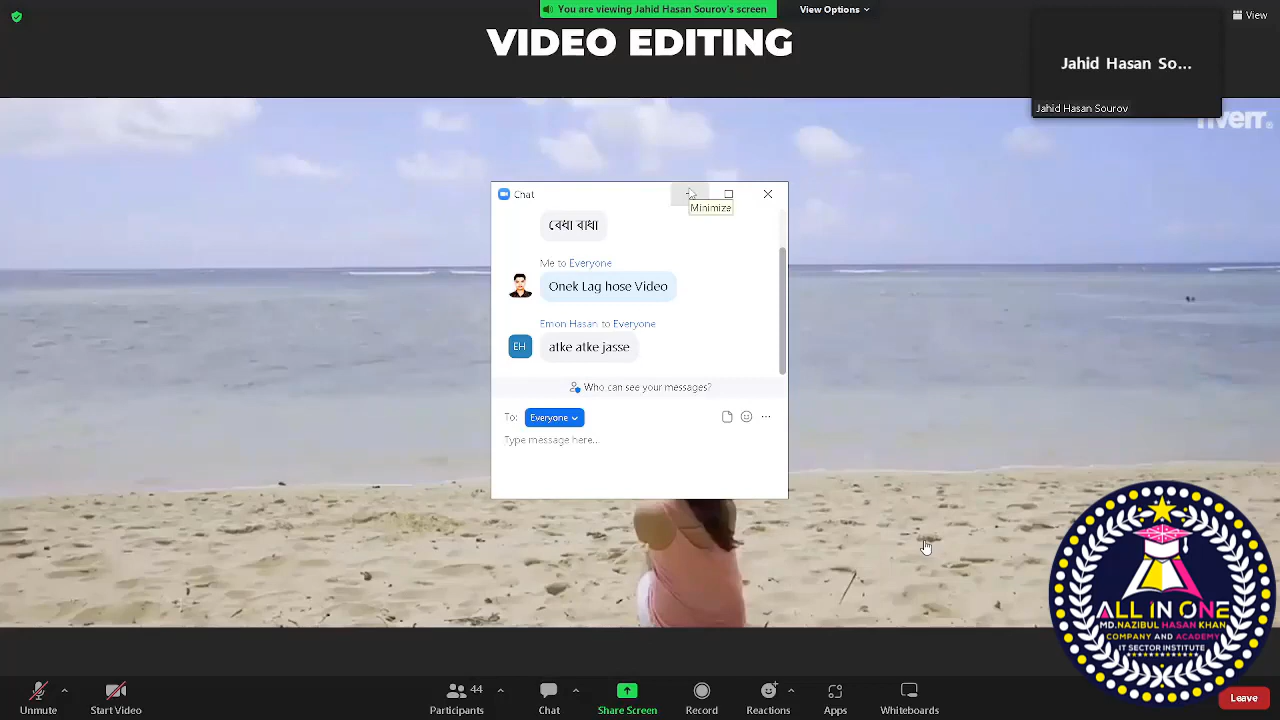 You are viewing Jahid Hasan Sourov's screen
View Options
View
VIDEO EDITING
Jahid Hasan So...
Jahid Hasan Sourov
fiverr®
Chat
Minimize
বেধা বাধা
Me to Everyone
Onek Lag hose Video
Emon Hasan to Everyone
EH
atke atke jasse
Who can see your messages?
To:
Everyone
Type message here...
ALL IN ONE
MD.NAZIBUL HASAN KHAN
COMPANY AND ACADEMY
IT SECTOR INSTITUTE
Unmute
Start Video
44
Participants
Chat
Share Screen
Record
Reactions
Apps
Whiteboards
Leave